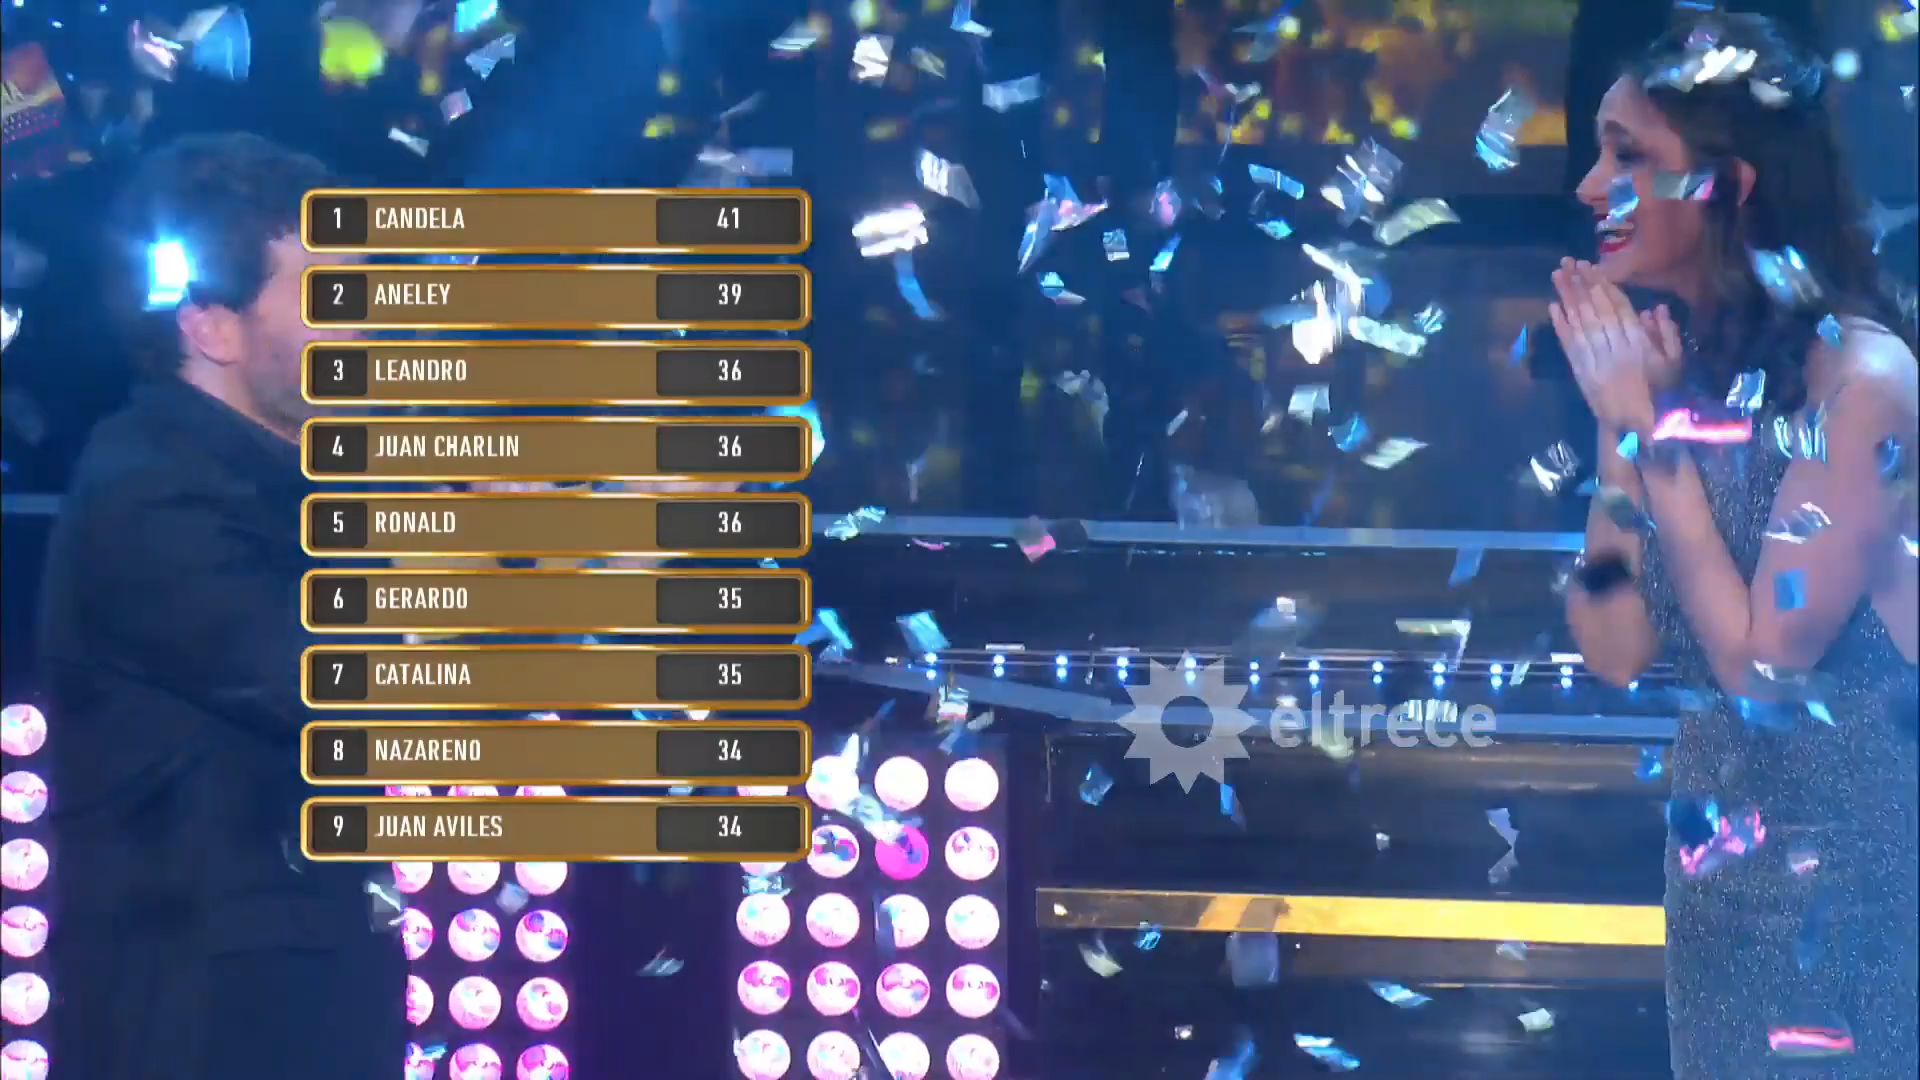 1 CANDELA 41
2 ANELEY 39
3 LEANDRO 36
4 JUAN CHARLIN 36
5 RONALD 36
6 GERARDO 35
7 CATALINA 35
8 NAZARENO 34
9 JUAN AVILES 34
eltrece